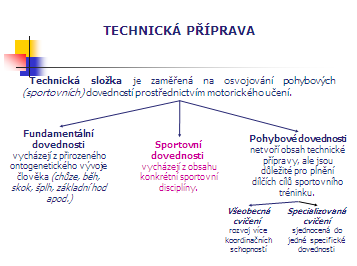 TECHNICKÁ PŘÍPRAVA
Technická složka je zaměřená na osvojování pohybových
(sportovních) dovedností prostřednictvím motorického učení.
Fundamentální
dovednosti
vycházejí z přirozeného
ontogenetického vývoje
člověka (chůze, běh,
skok, šplh, základní hod
apod.)
Sportovní
dovednosti
vycházejí z obsahu
konkrétní sportovní
disciplíny.
Pohybové dovednosti
netvoří obsah technické
přípravy, ale jsou
důležité pro plnění
dílčích cílů sportovního
tréninku.
Všeobecná
cvičení
rozvoj více
koordinačních
schopností
Specializovaná
cvičení
sjednocená do
jedné specifické
dovednosti